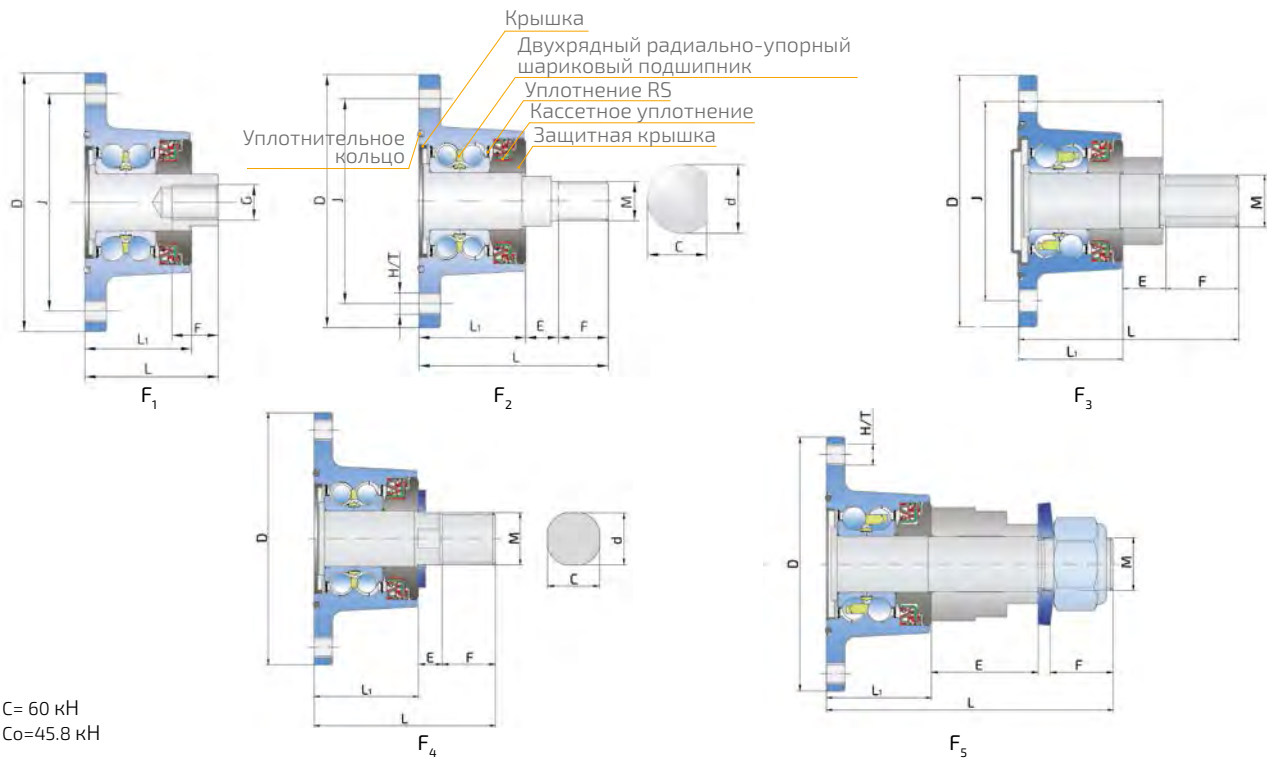 Крышка
Двухрядный радиально-упорный
шариковый подшипник
Уплотнение RS
Кассетное уплотнение
Защитная крышка
Уплотнительное
кольцо
D
J
G
F
L₁
L
F₁
D
J
H/T
M
L₁
E
F
L
d
C
F₂
D
J
M
E
F
L
L₁
F₃
D
M
E
F
L₁
L
d
C
F₄
H/T
D
M
E
F
L₁
L
F₅
C= 60 кН
Co=45.8 кН